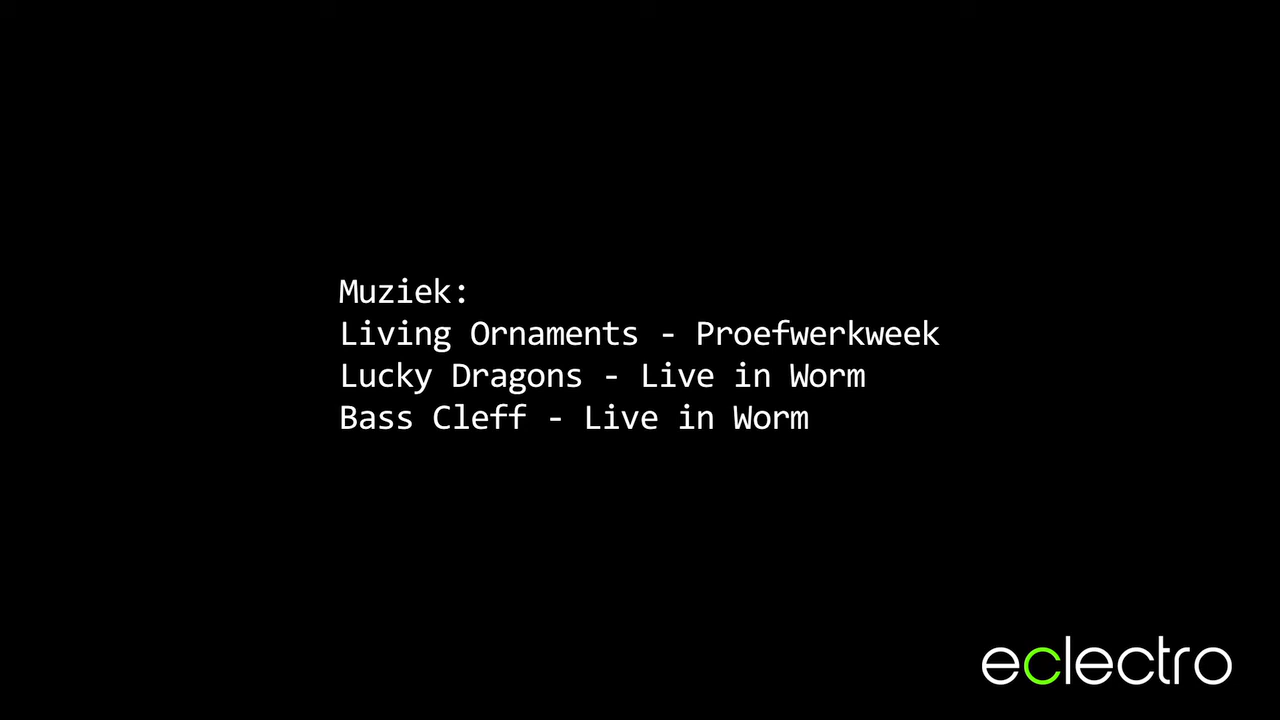 Muziek:
Living Ornaments - Proefwerkweek
Lucky Dragons - Live in Worm
Bass Cleff - Live in Worm
eclectro